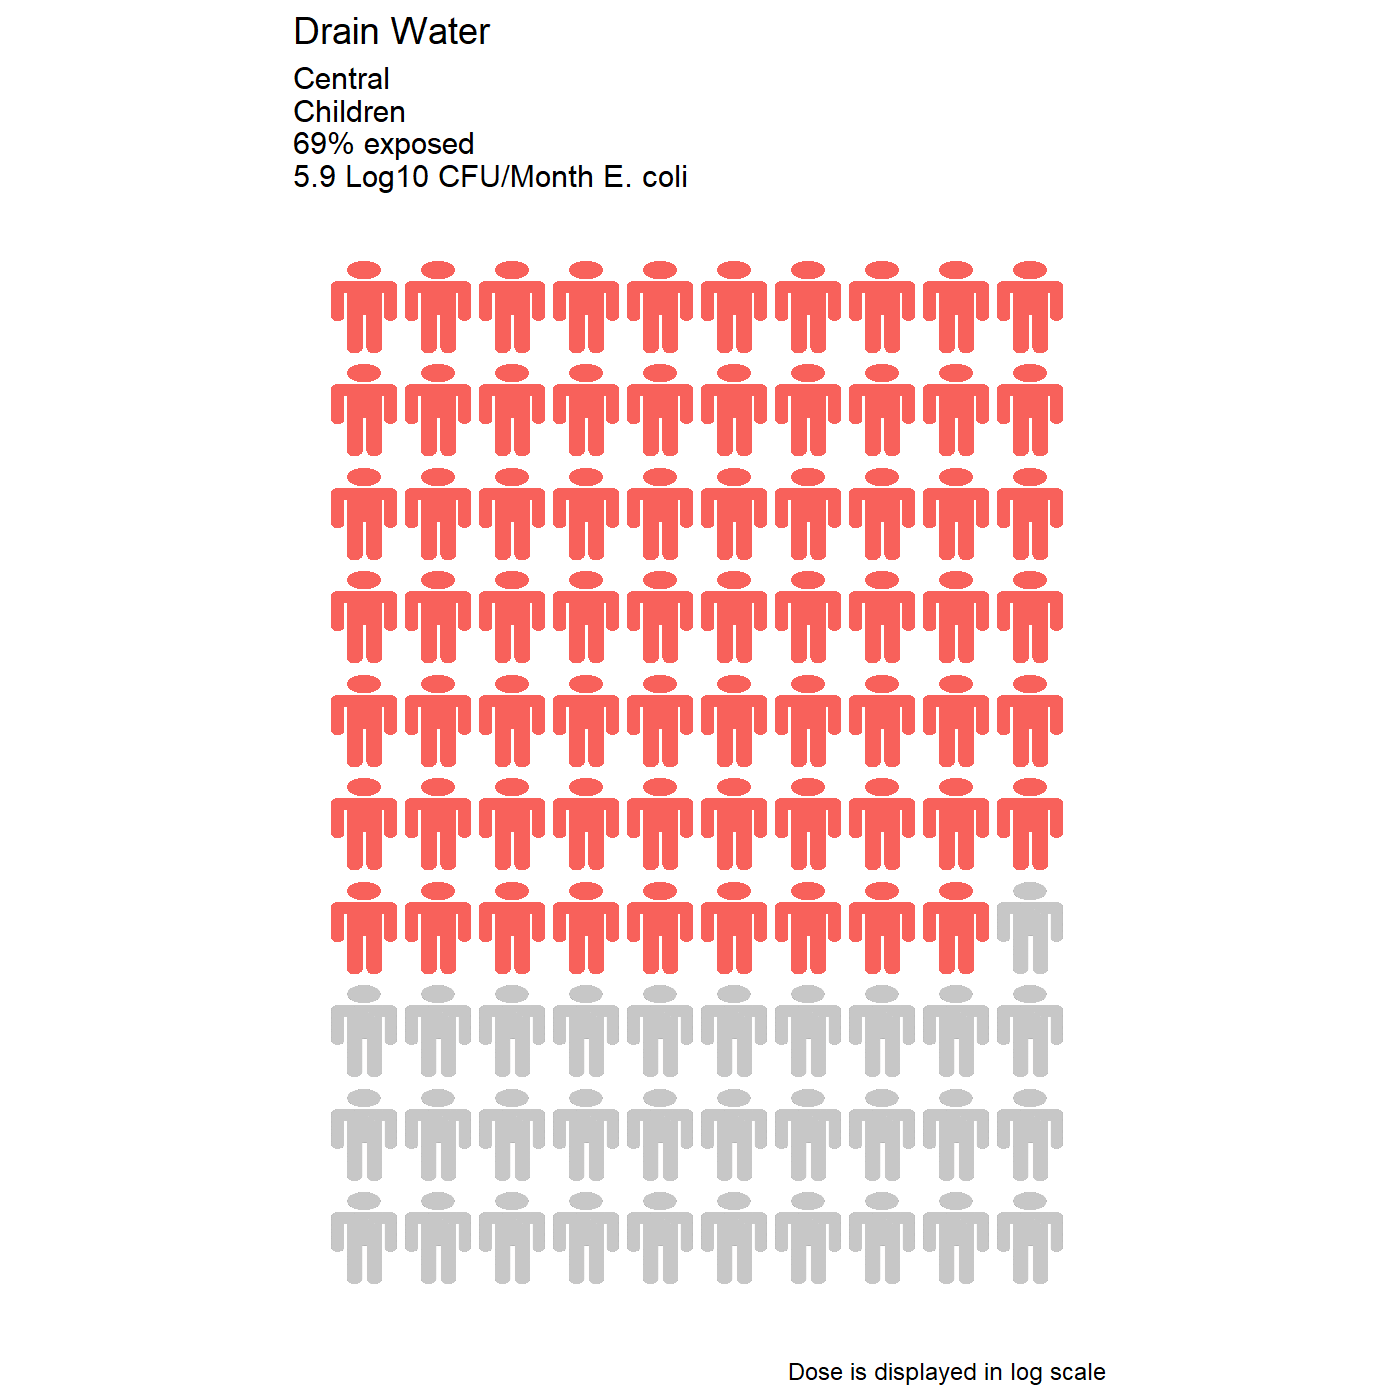 Drain Water
Central
Children
69% exposed
5.9 Log10 CFU/Month E. coli
Dose is displayed in log scale